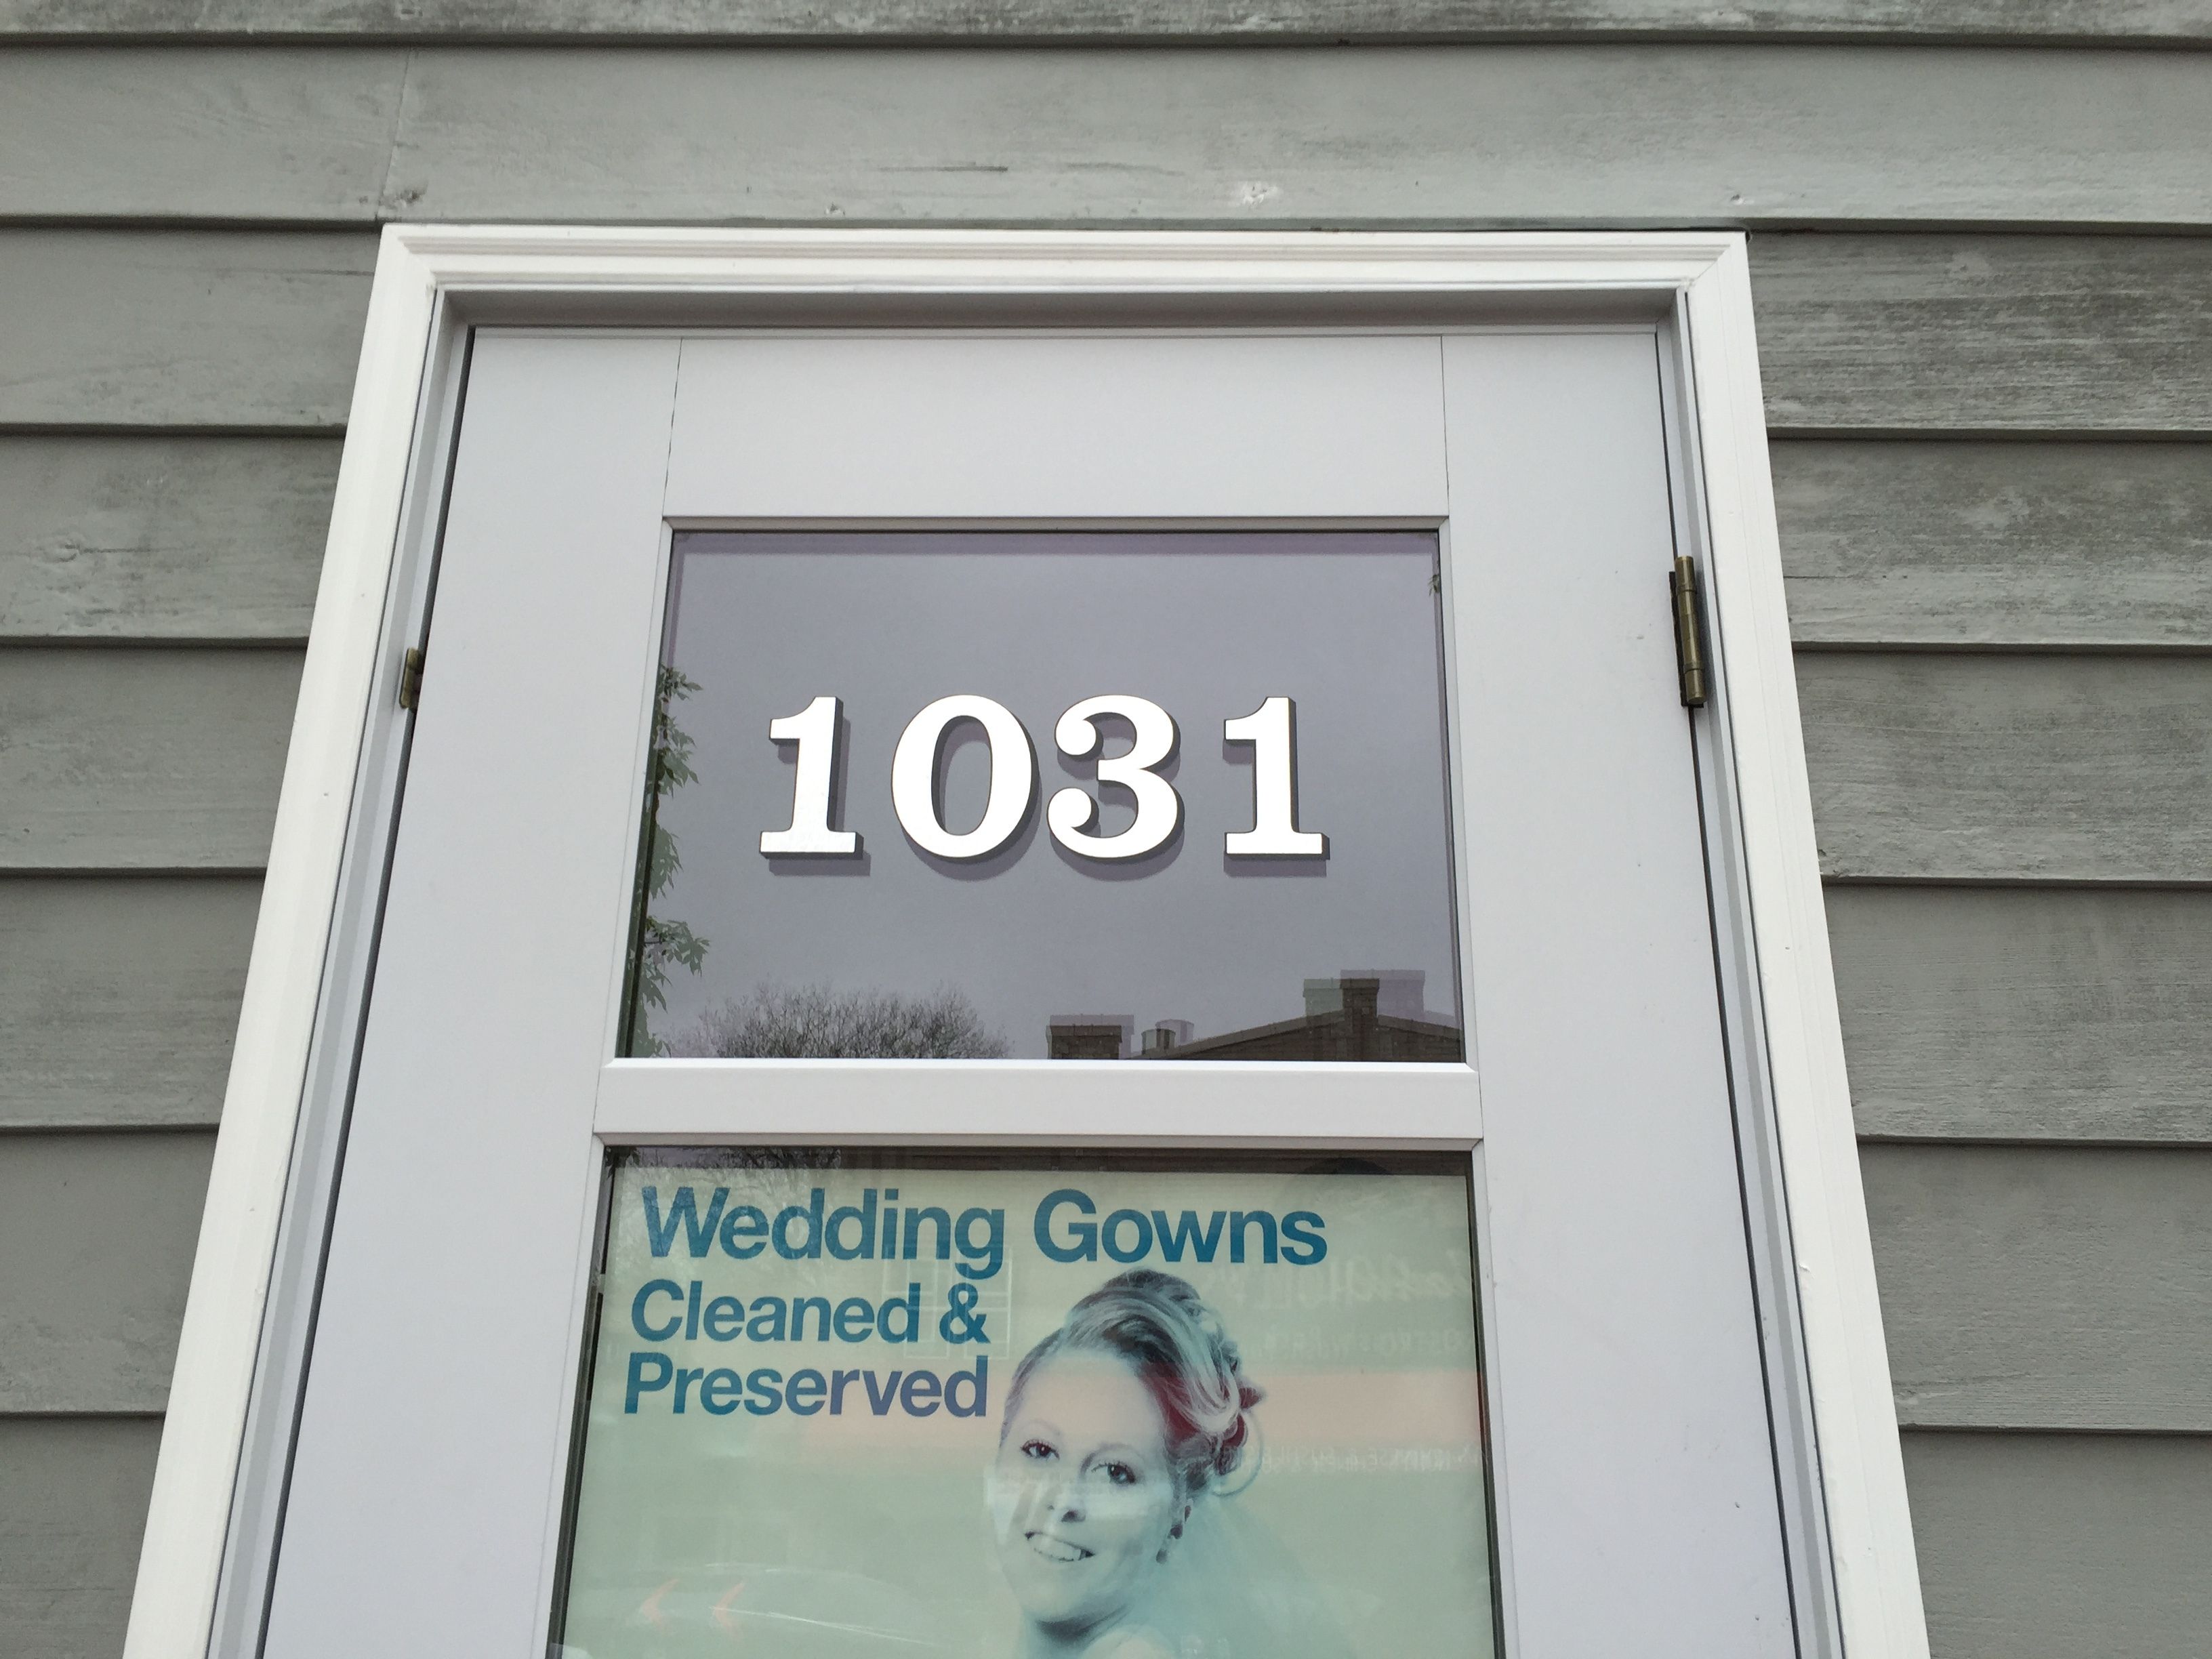 1031
Wedding Gowns
Cleaned &
Preserved